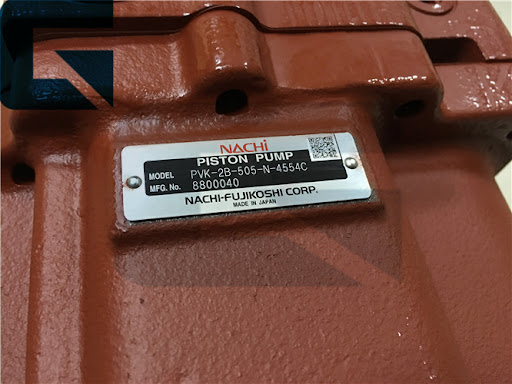 NACHi
PISTON PUMP
MODEL PVK-2B-505-N-4554C
MFG. No. 8800040
NACHI-FUJIKOSHI CORP.
MADE IN JAPAN